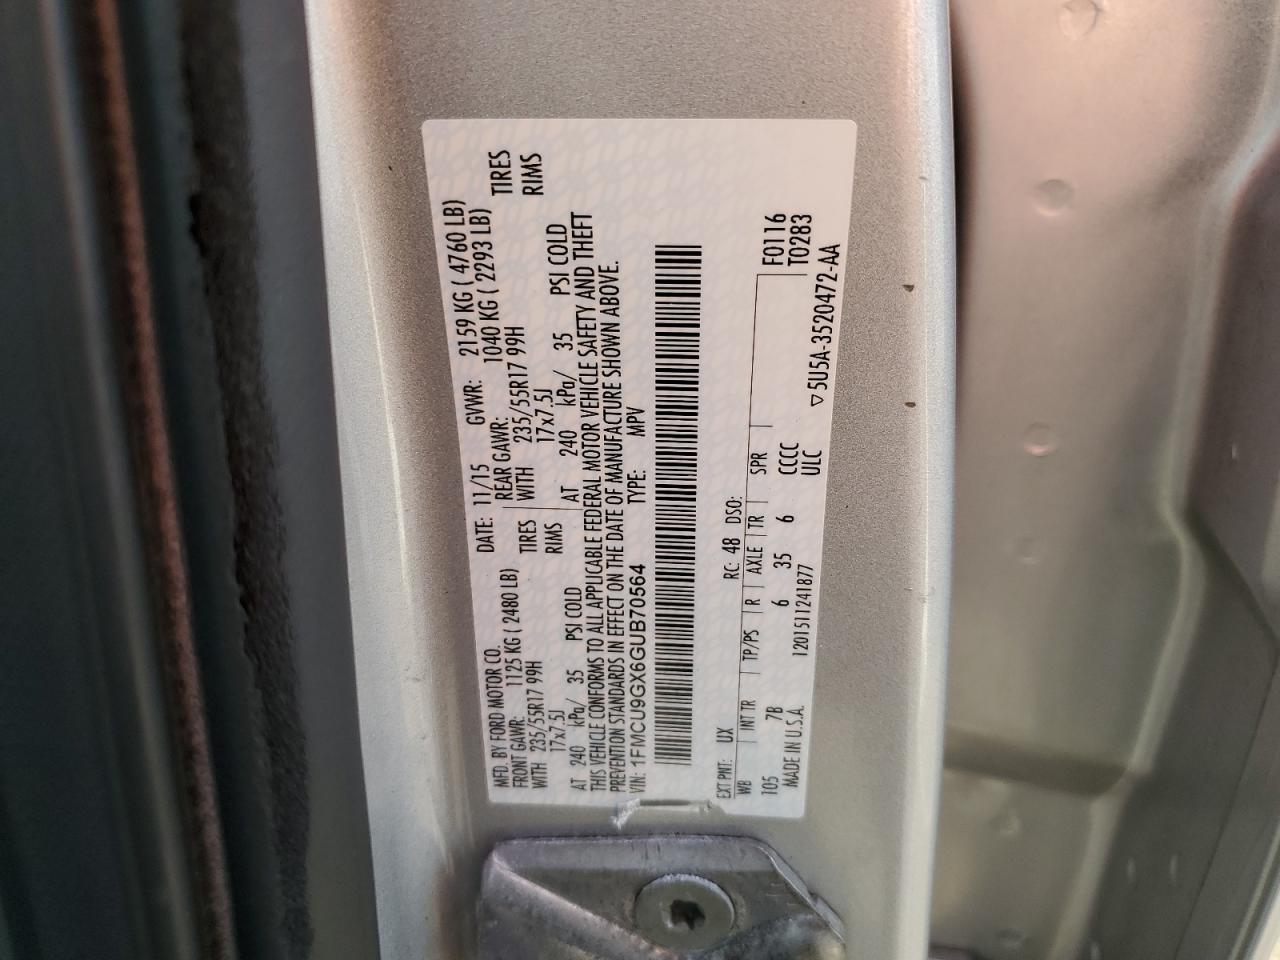 MFD. BY FORD MOTOR CO.
DATE: 11/15 GVWR: 2159 KG ( 4760 LB)
FRONT GAWR: 1125 KG ( 2480 LB)
REAR GAWR: 1040 KG ( 2293 LB)
WITH 235/55R17 99H TIRES
WITH 235/55R17 99H TIRES
17x7.5J RIMS
17x7.5J RIMS
AT 240 kPa/ 35 PSI COLD
AT 240 kPa/ 35 PSI COLD
THIS VEHICLE CONFORMS TO ALL APPLICABLE FEDERAL MOTOR VEHICLE SAFETY AND THEFT
PREVENTION STANDARDS IN EFFECT ON THE DATE OF MANUFACTURE SHOWN ABOVE.
VIN: 1FMCU9GX6GUB70564 TYPE: MPV
EXT PNT: UX RC: 48 DSO:
WB INT TR TP/PS R AXLE TR SPR
F0116
105 7B 6 35 6 CCCC
T0283
MADE IN U.S.A. 1201511241877 ULC
▽5U5A-3520472-AA